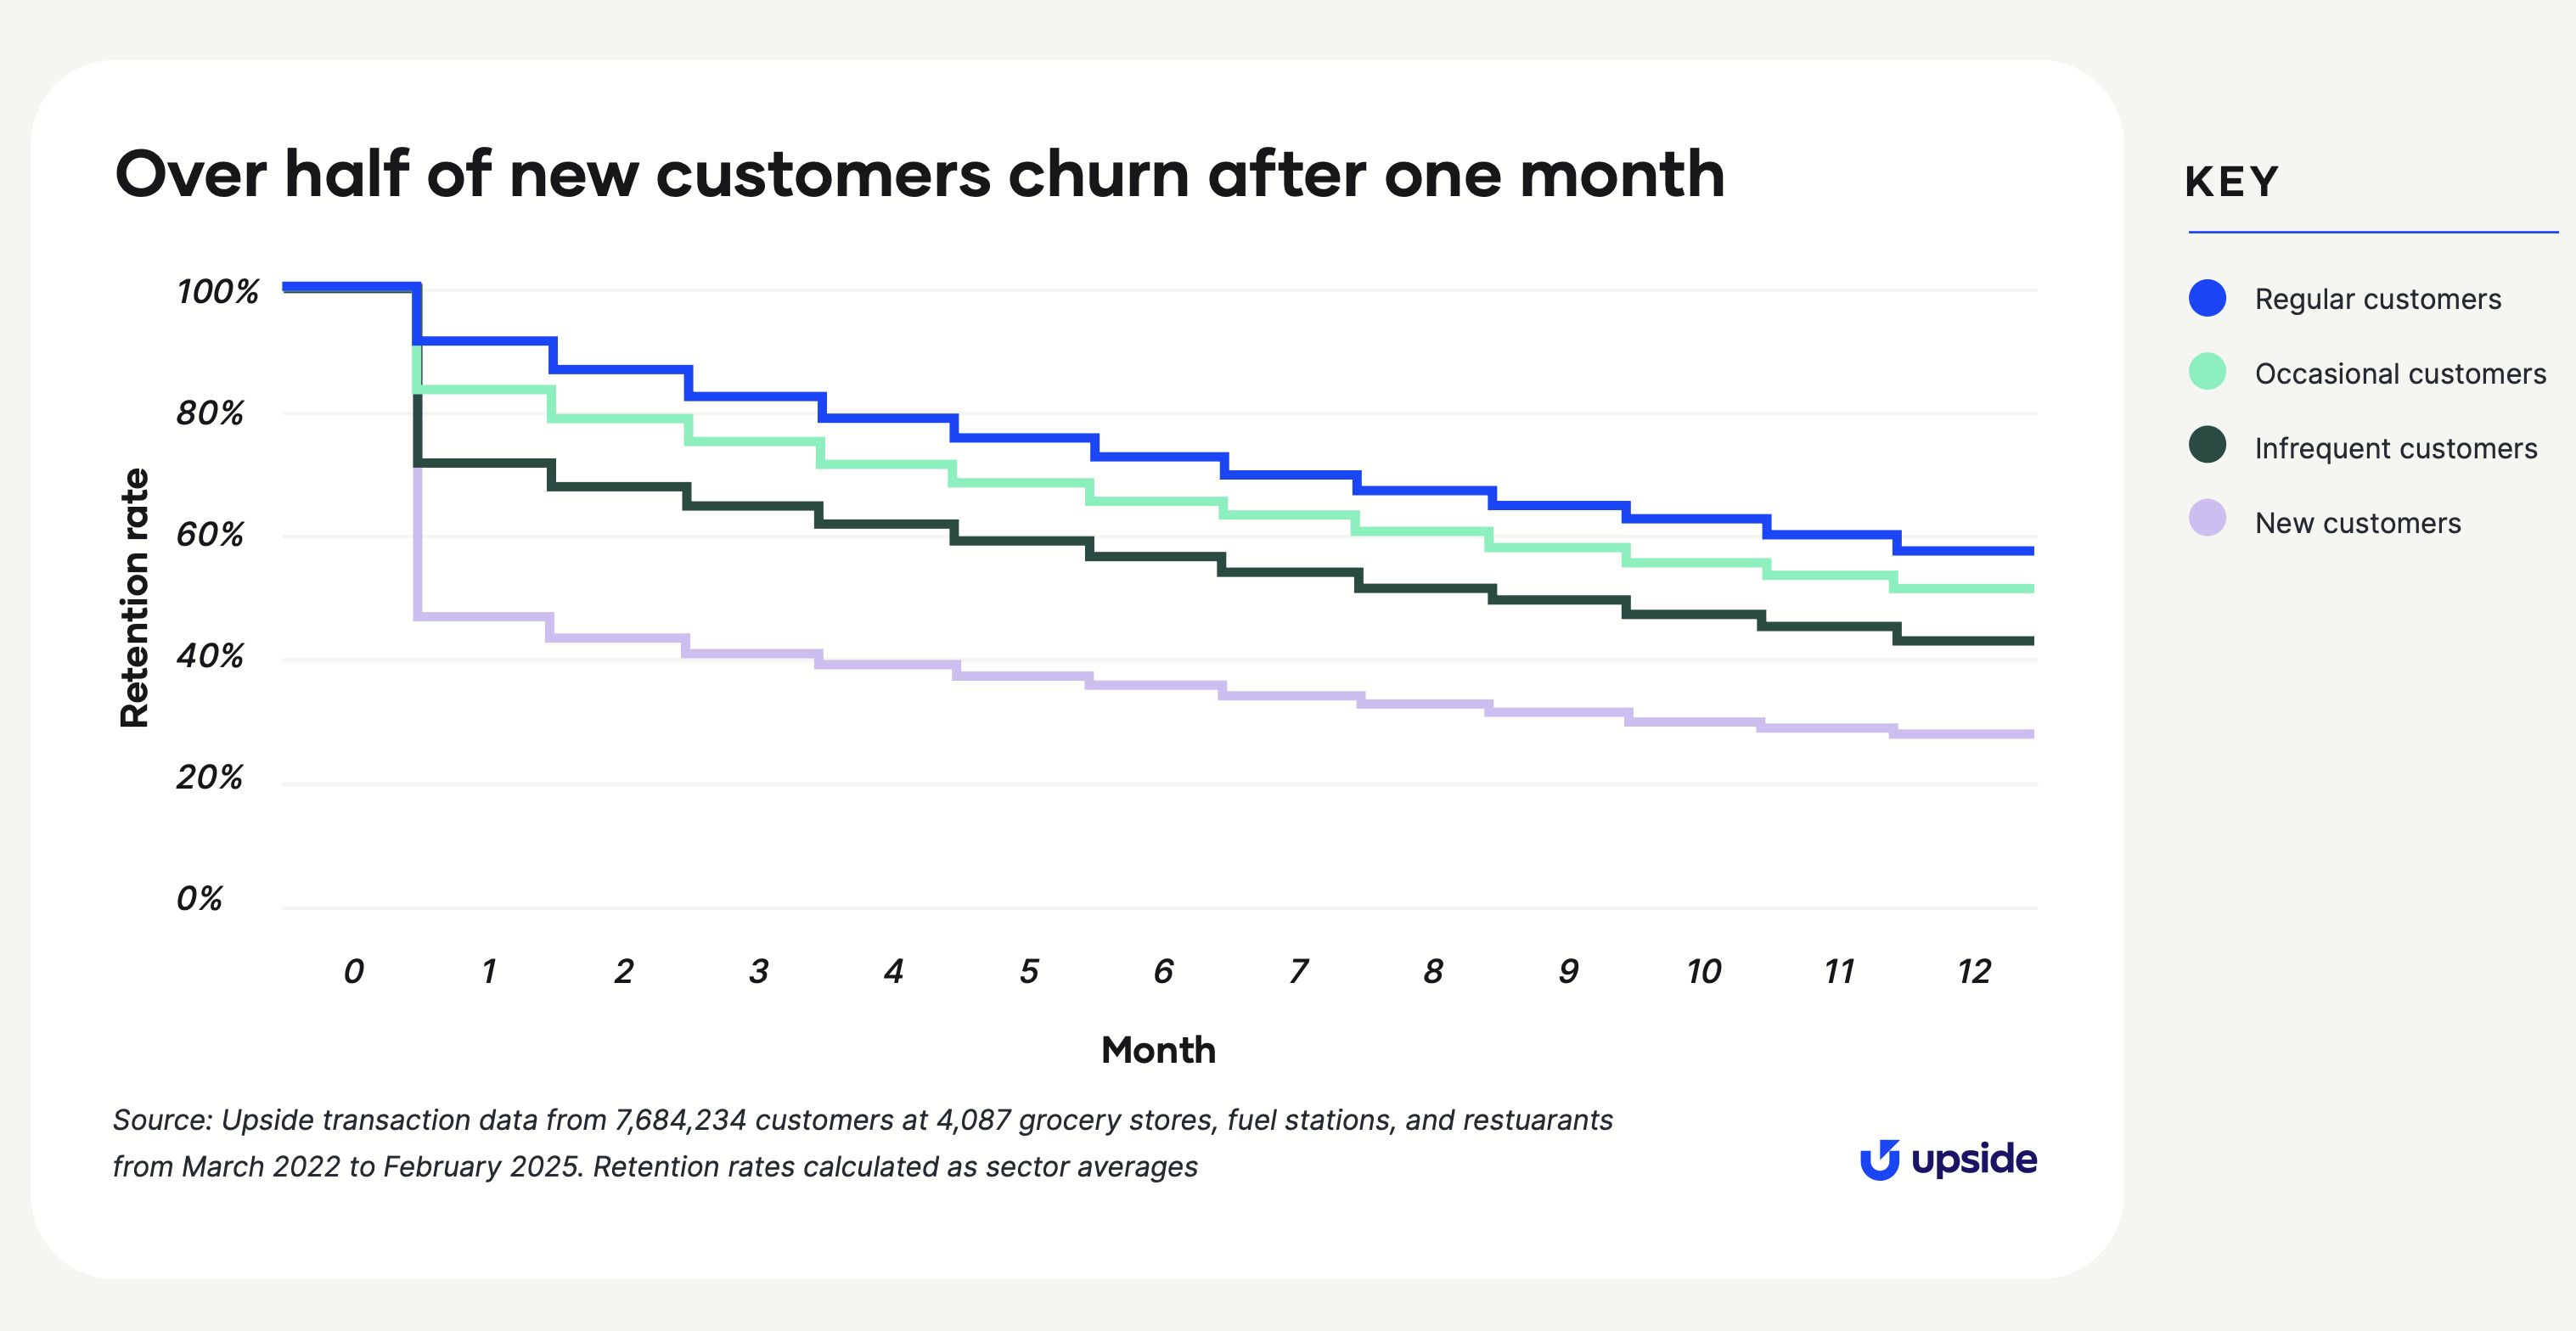 Over half of new customers churn after one month
KEY
Regular customers
Occasional customers
Infrequent customers
New customers
Retention rate
100%
80%
60%
40%
20%
0%
0 1 2 3 4 5 6 7 8 9 10 11 12
Month
Source: Upside transaction data from 7,684,234 customers at 4,087 grocery stores, fuel stations, and restuarants
from March 2022 to February 2025. Retention rates calculated as sector averages
upside